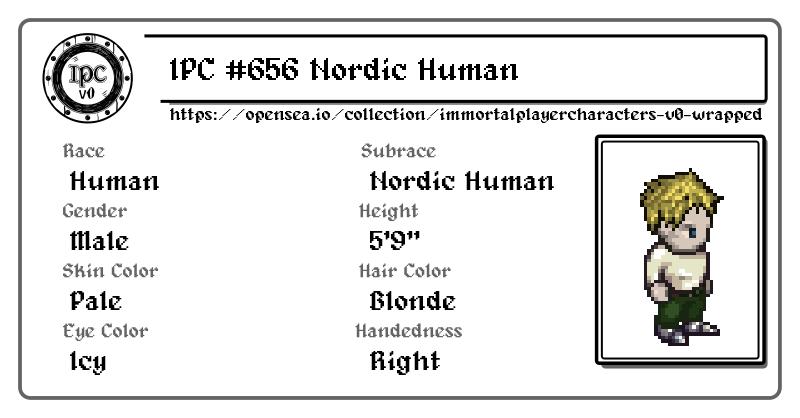 IPC
v0
IPC #656 Nordic Human
https://opensea.io/collection/immortalplayercharacters-v0-wrapped
Race
Subrace
Human
Nordic Human
Gender
Height
Male
5'9"
Skin Color
Hair Color
Pale
Blonde
Eye Color
Handedness
Icy
Right